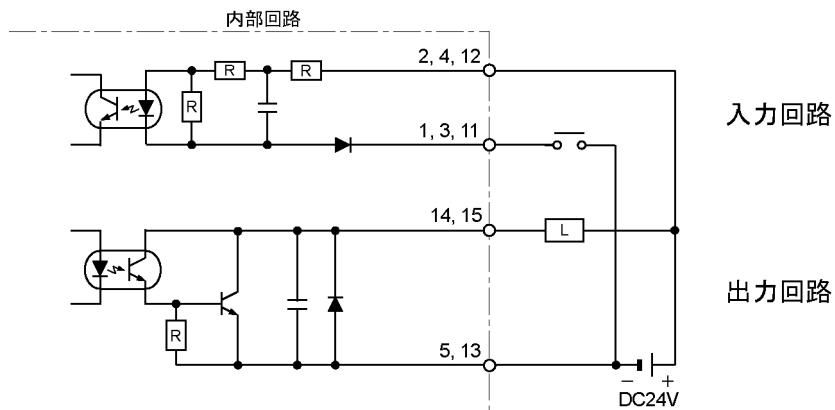 内部回路
2, 4, 12
R
R
R
入力回路
1, 3, 11
14, 15
L
出力回路
R
5, 13
− +
DC24V